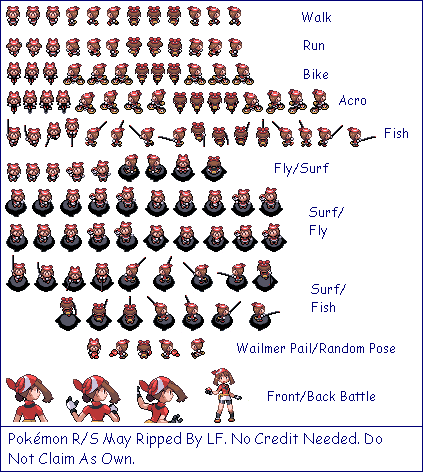 Walk
Run
Bike
Acro
Fish
Fly/Surf
Surf/
Fly
Surf/
Fish
Wailmer Pail/Random Pose
Front/Back Battle
Pokémon R/S May Ripped By LF. No Credit Needed. Do
Not Claim As Own.